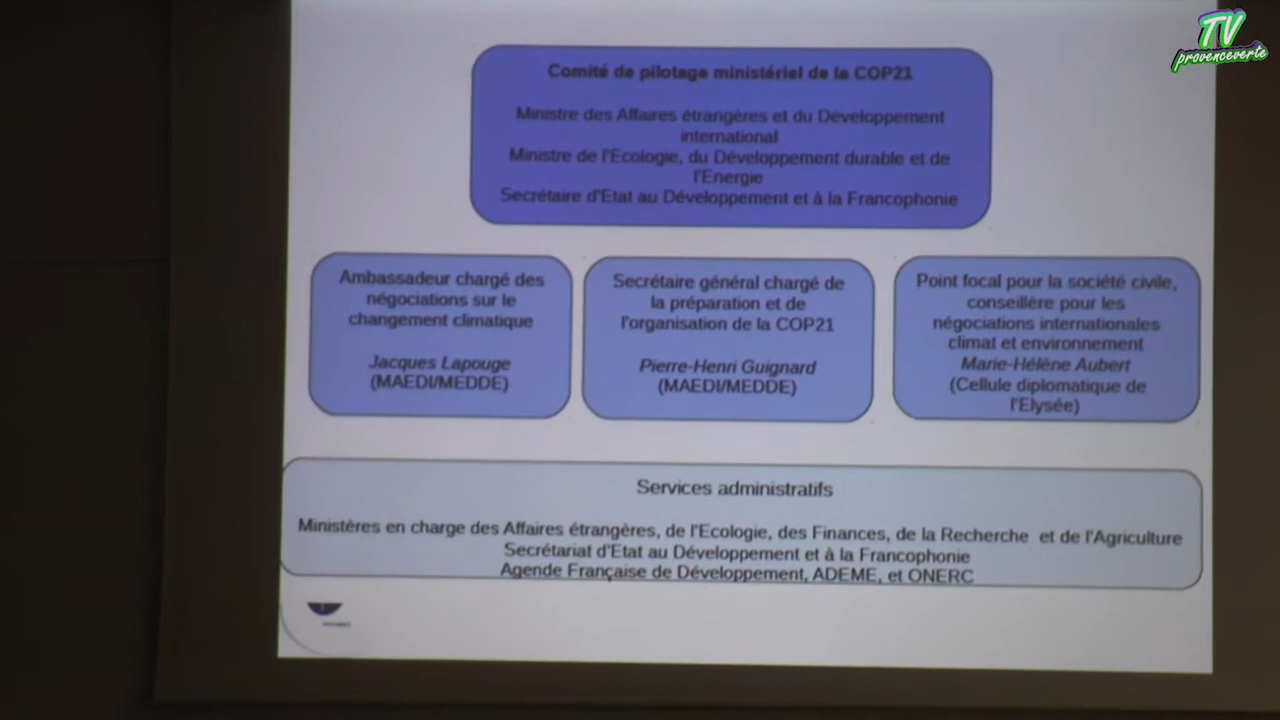 TV
provenceverte
Comité de pilotage ministériel de la COP21
Ministre des Affaires étrangères et du Développement
international
Ministre de l'Ecologie, du Développement durable et de
l'Energie
Secrétaire d'Etat au Développement et à la Francophonie
Ambassadeur chargé des
négociations sur le
changement climatique
Jacques Lapouge
(MAEDI/MEDDE)
Secrétaire général chargé de
la préparation et de
l'organisation de la COP21
Pierre-Henri Guignard
(MAEDI/MEDDE)
Point focal pour la société civile,
conseillère pour les
négociations internationales
climat et environnement
Marie-Hélène Aubert
(Cellule diplomatique de
l'Elysée)
Services administratifs
Ministères en charge des Affaires étrangères, de l'Ecologie, des Finances, de la Recherche et de l'Agriculture
Secrétariat d'Etat au Développement et à la Francophonie
Agende Française de Développement, ADEME, et ONERC